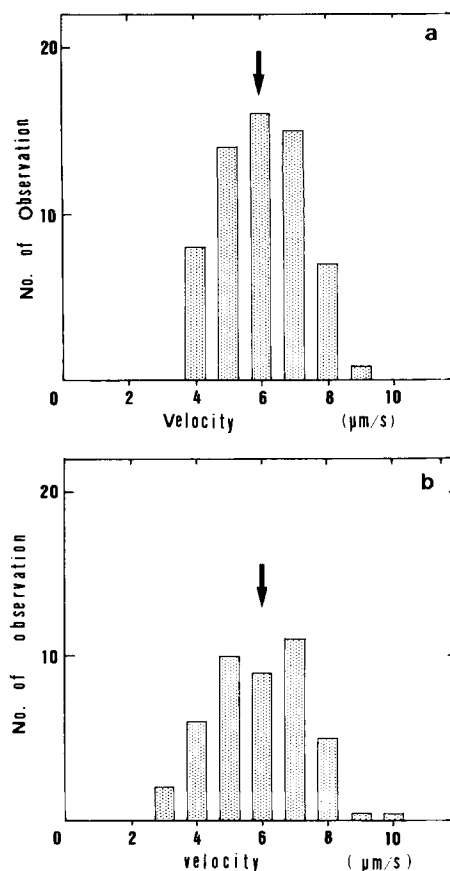 a
20
10
No. of Observation
0 2 4 6 8 10
Velocity (µm/s)
b
20
10
No. of observation
0 2 4 6 8 10
velocity (µm/s)